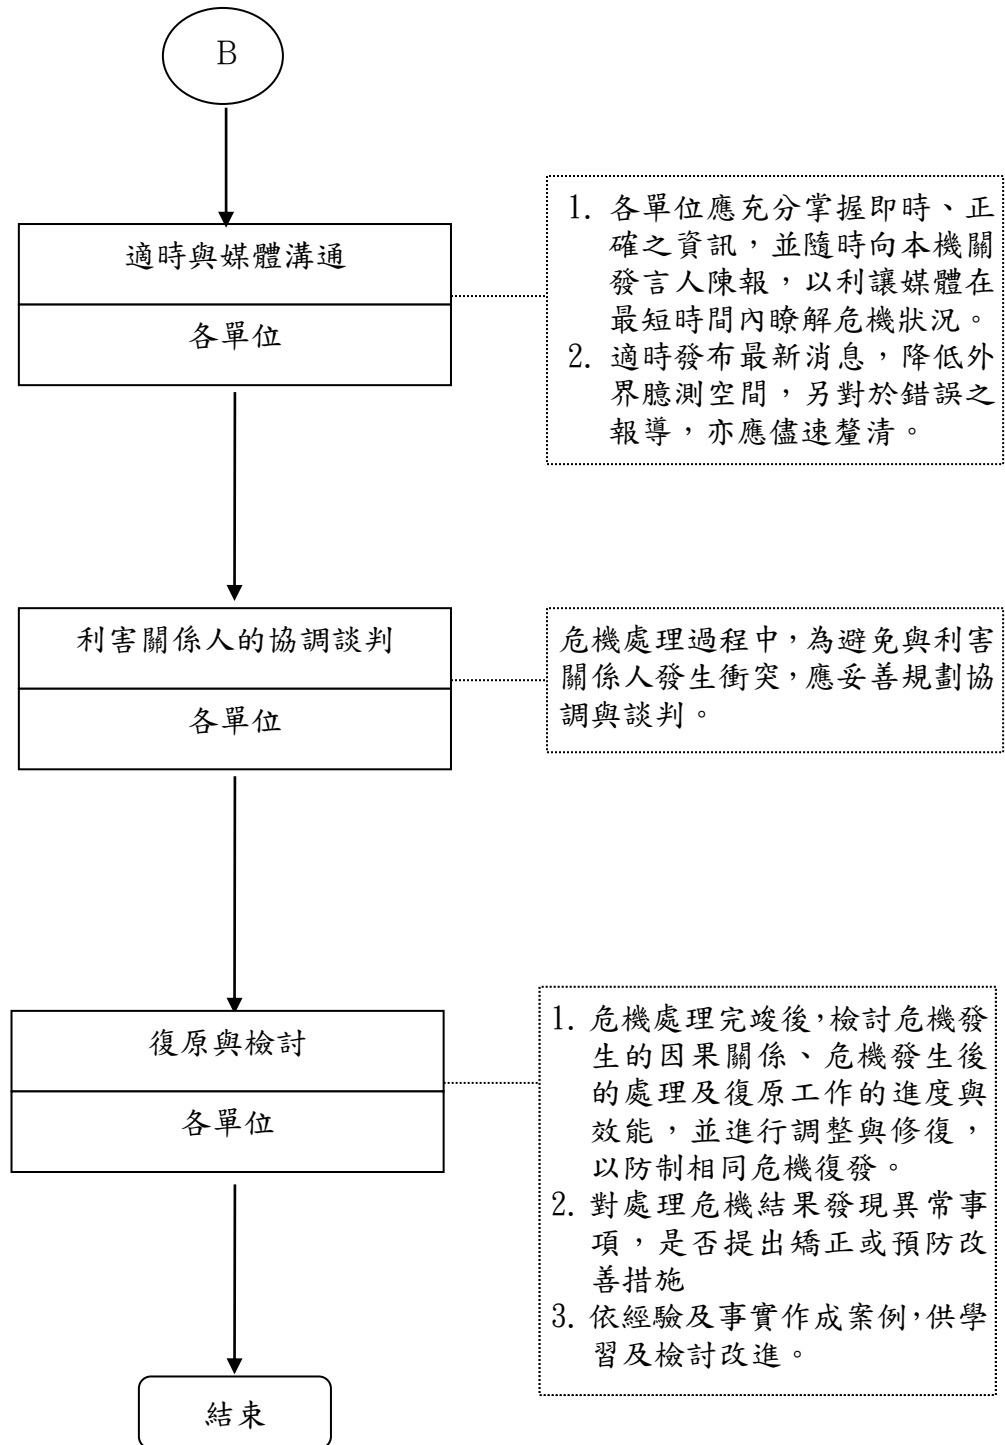 B
適時與媒體溝通
各單位
1. 各單位應充分掌握即時、正
確之資訊，並隨時向本機關
發言人陳報，以利讓媒體在
最短時間內瞭解危機狀況。
2. 適時發布最新消息，降低外
界臆測空間，另對於錯誤之
報導，亦應儘速釐清。
利害關係人的協調談判
各單位
危機處理過程中，為避免與利害
關係人發生衝突，應妥善規劃協
調與談判。
復原與檢討
各單位
1. 危機處理完竣後，檢討危機發
生的因果關係、危機發生後
的處理及復原工作的進度與
效能，並進行調整與修復，
以防制相同危機復發。
2. 對處理危機結果發現異常事
項，是否提出矯正或預防改
善措施
3. 依經驗及事實作成案例，供學
習及檢討改進。
結束